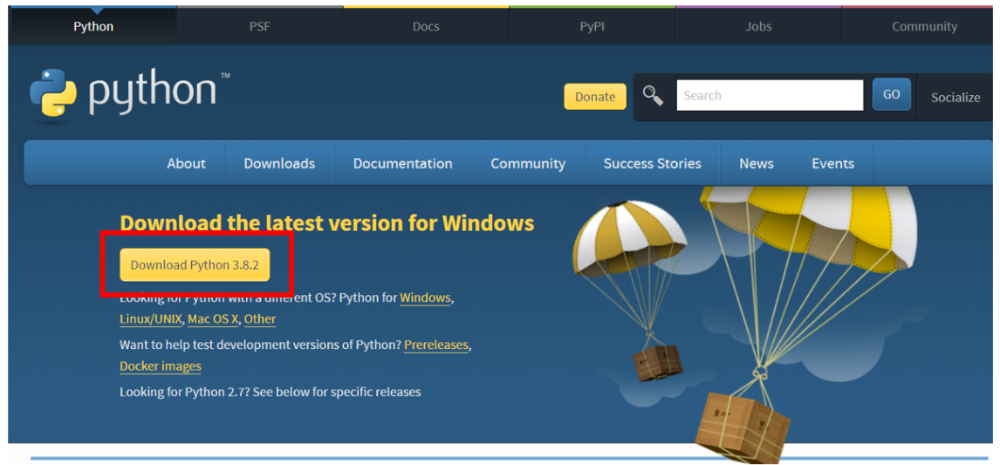 Python PSF Docs PyPI Jobs Community
python™
Donate Search GO Socialize
About Downloads Documentation Community Success Stories News Events
Download the latest version for Windows
Download Python 3.8.2
Looking for Python with a different OS? Python for Windows,
Linux/UNIX, Mac OS X, Other
Want to help test development versions of Python? Prereleases,
Docker images
Looking for Python 2.7? See below for specific releases